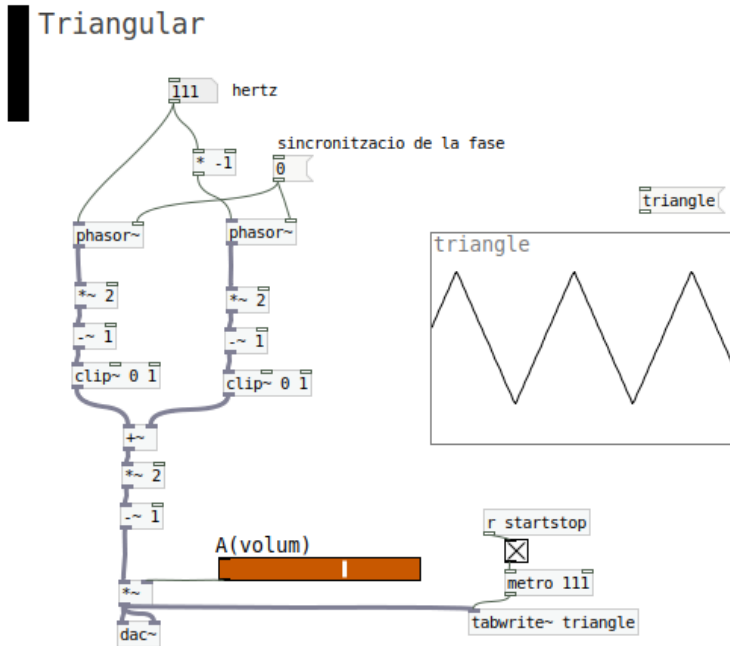 Triangular
111 hertz
sincronitzacio de la fase
* -1
0
triangle
phasor~
phasor~
triangle
*~ 2
*~ 2
-~ 1
-~ 1
clip~ 0 1
clip~ 0 1
+~
*~ 2
-~ 1
r startstop
A(volum)
metro 111
*~
tabwrite~ triangle
dac~